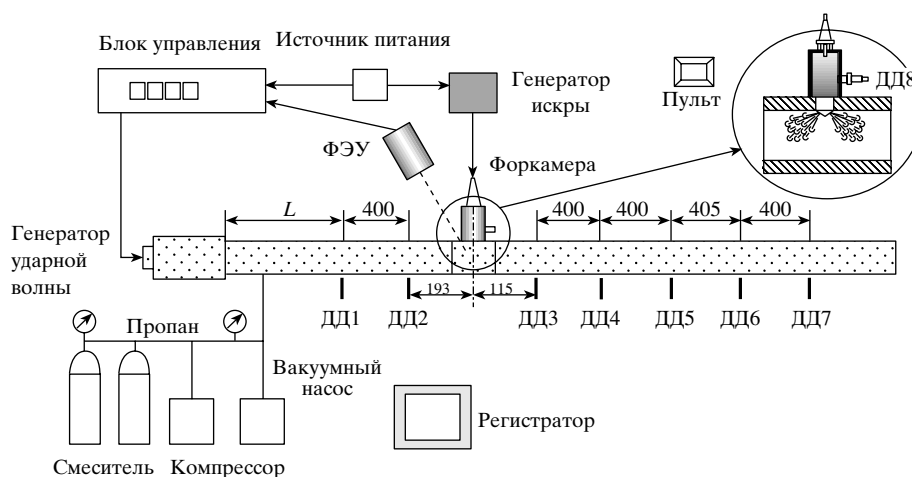 Блок управления
Источник питания
Генератор
искры
Пульт
ДД8
ФЭУ
Форкамера
L
400
400
400
405
400
Генератор
ударной
волны
193
115
ДД1
ДД2
ДД3
ДД4
ДД5
ДД6
ДД7
Пропан
Вакуумный
насос
Регистратор
Смеситель
Компрессор